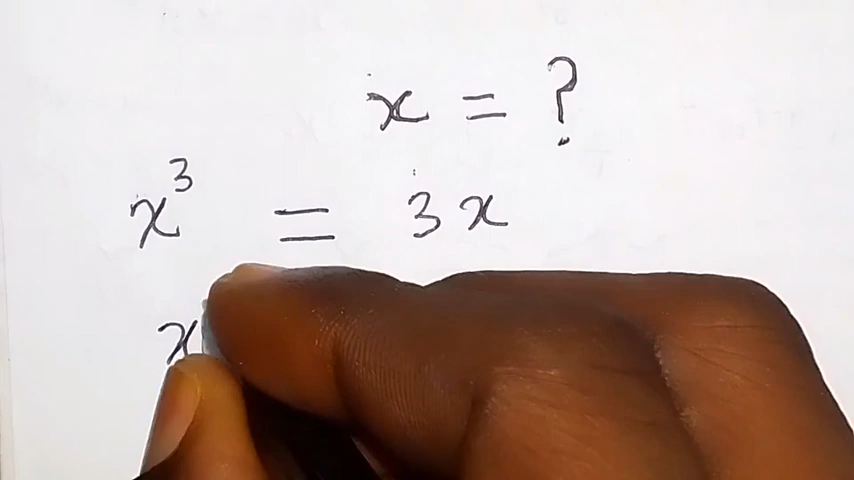 x = ?
x³ = 3x
x